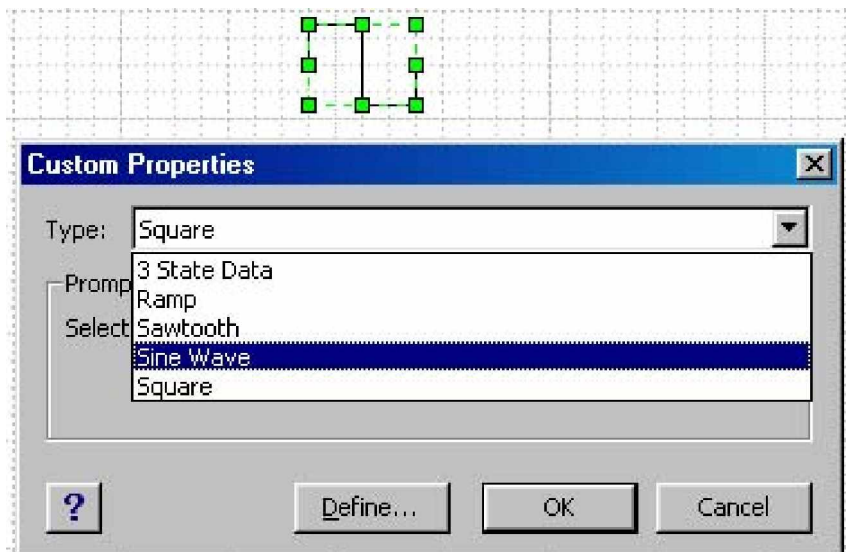 Custom Properties
Type: Square
3 State Data
Promp
Ramp
Select Sawtooth
Sine Wave
Square
? Define... OK Cancel